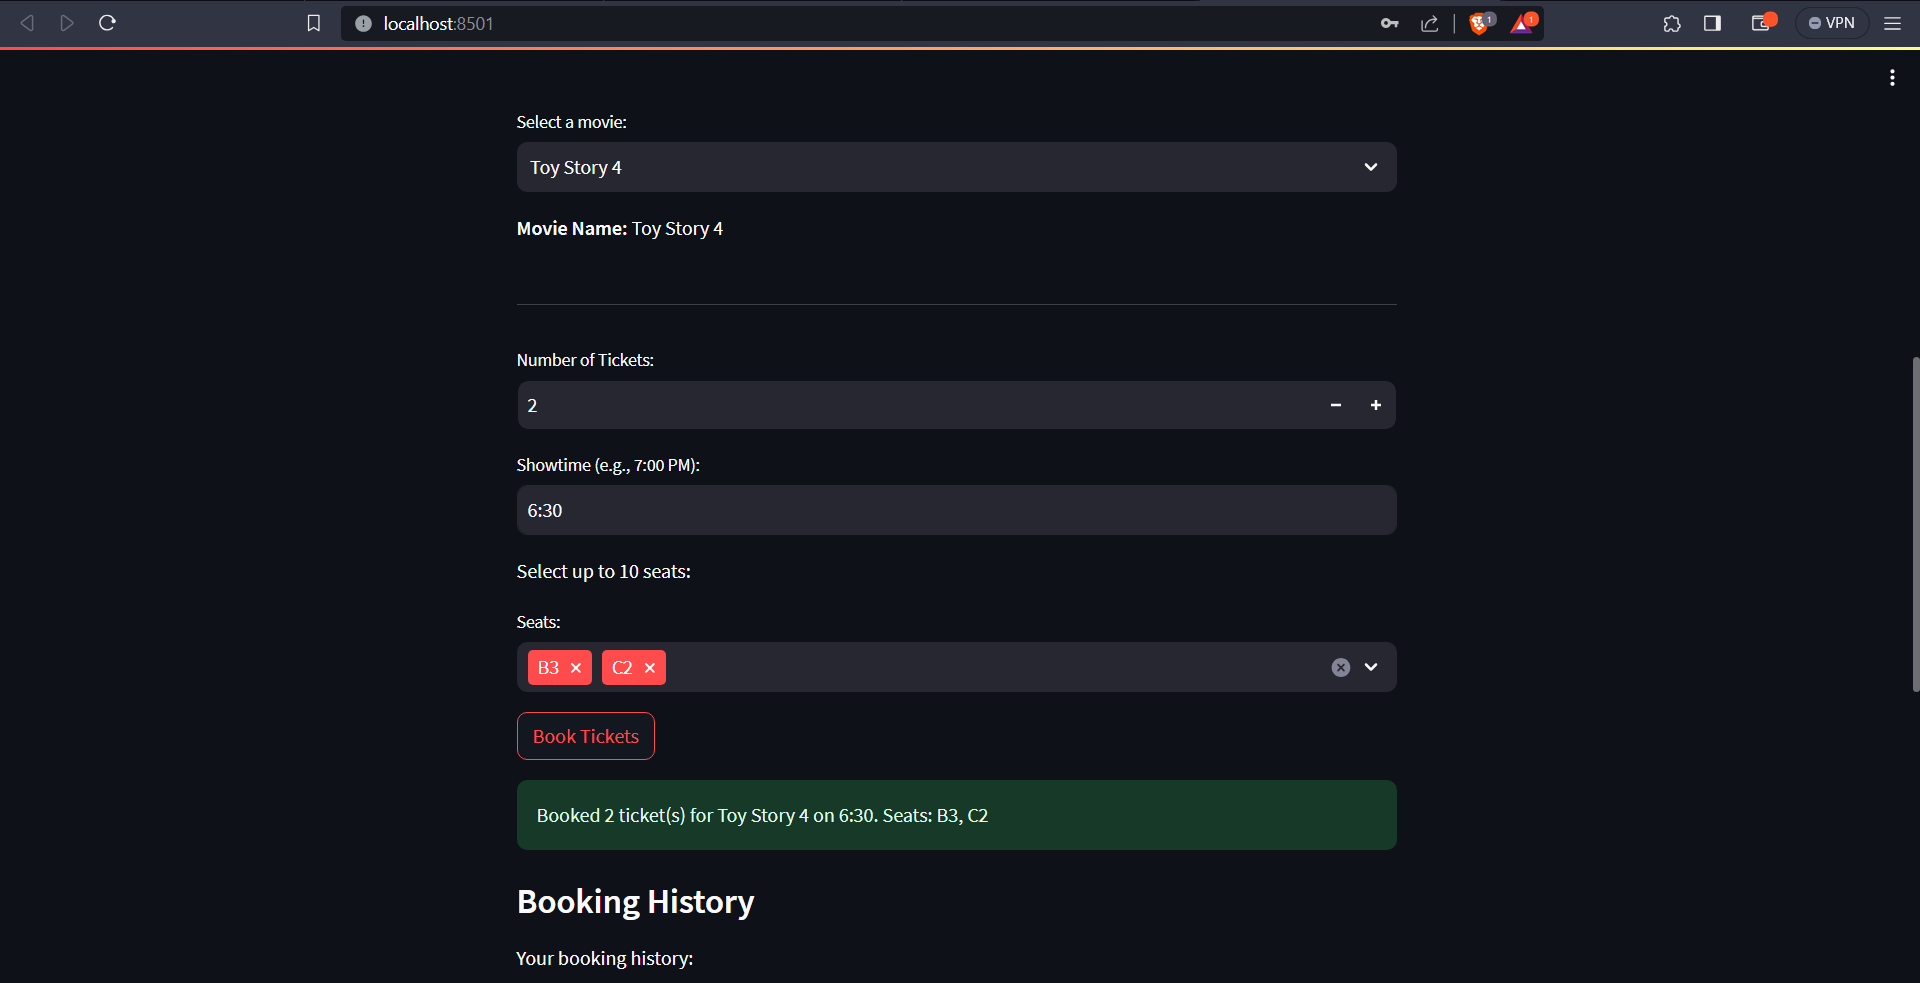 localhost:8501
1
1
VPN
Select a movie:
Toy Story 4
Movie Name: Toy Story 4
Number of Tickets:
2
Showtime (e.g., 7:00 PM):
6:30
Select up to 10 seats:
Seats:
B3 C2
Book Tickets
Booked 2 ticket(s) for Toy Story 4 on 6:30. Seats: B3, C2
Booking History
Your booking history: